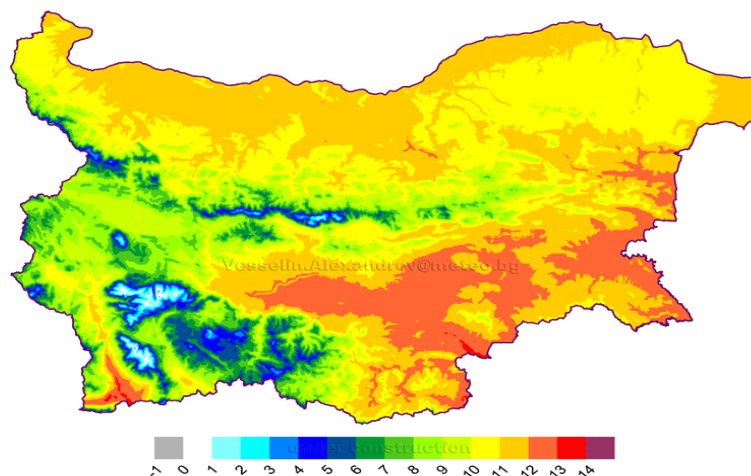 Vesselin.Alexandrov@meteo.bg
under construction
-1 0 1 2 3 4 5 6 7 8 9 10 11 12 13 14